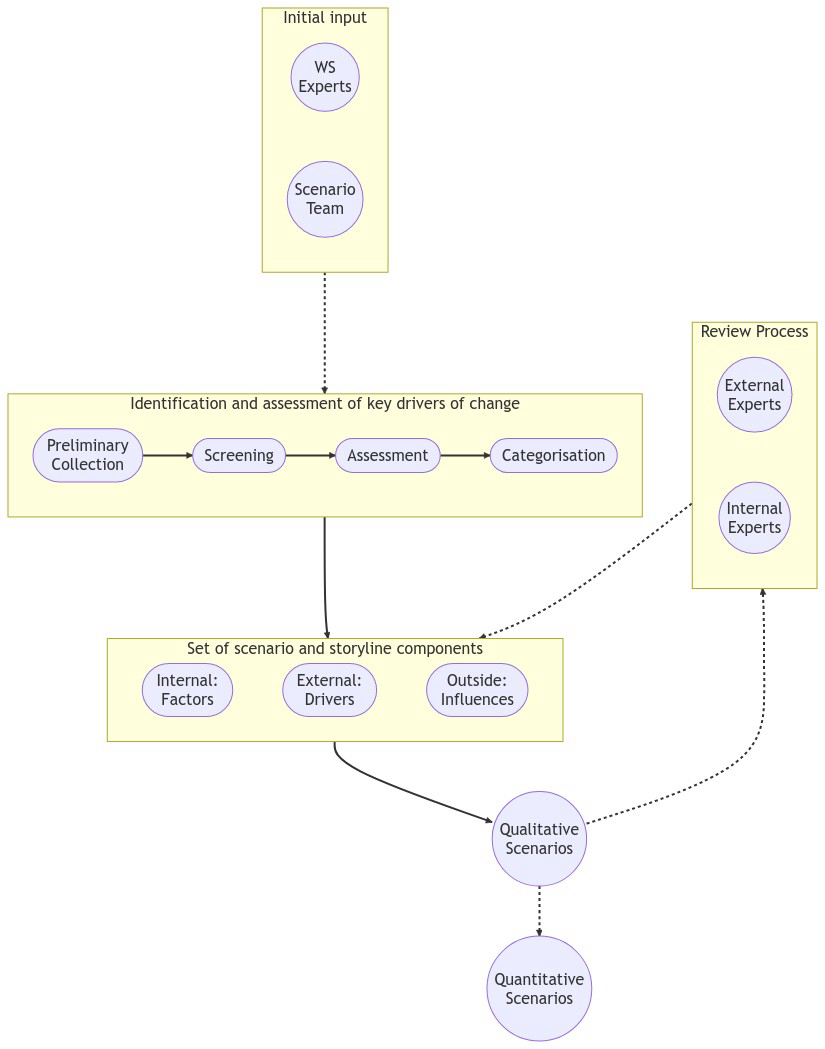 Initial input
WS
Experts
Scenario
Team
Review Process
External
Experts
Internal
Experts
Identification and assessment of key drivers of change
Preliminary
Collection
Screening
Assessment
Categorisation
Set of scenario and storyline components
Internal:
Factors
External:
Drivers
Outside:
Influences
Qualitative
Scenarios
Quantitative
Scenarios